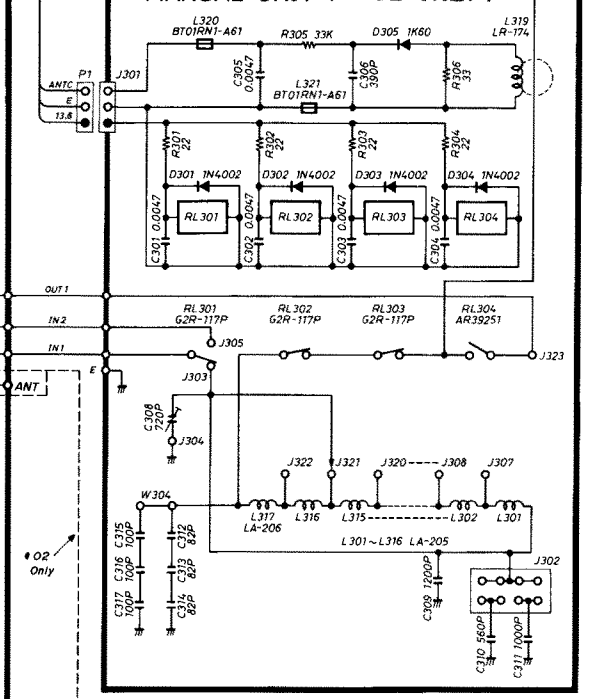 L320
BT01RN1-A61
R305 33K
D305 1K60
L319
LR-174
C305
0.0047
C306
390P
R306
33
L321
BT01RN1-A61
P1
J301
ANTC
E
13.8
R301
22
R302
22
R303
22
R304
22
D301 1N4002
D302 1N4002
D303 1N4002
D304 1N4002
RL301
RL302
RL303
RL304
C301 0.0047
C302 0.0047
C303 0.0047
C304 0.0047
OUT1
IN2
IN1
E
ANT
RL301
G2R-117P
RL302
G2R-117P
RL303
G2R-117P
RL304
AR39251
J305
J303
J323
C308
720P
J304
J322
J321
J320
J308
J307
W304
L317
LA-206
L316
L315
L302
L301
L301~L316 LA-205
C315
100P
C312
82P
C316
100P
C313
82P
C317
100P
C314
82P
C309 1200P
J302
C310 560P
C311 1000P
02
Only